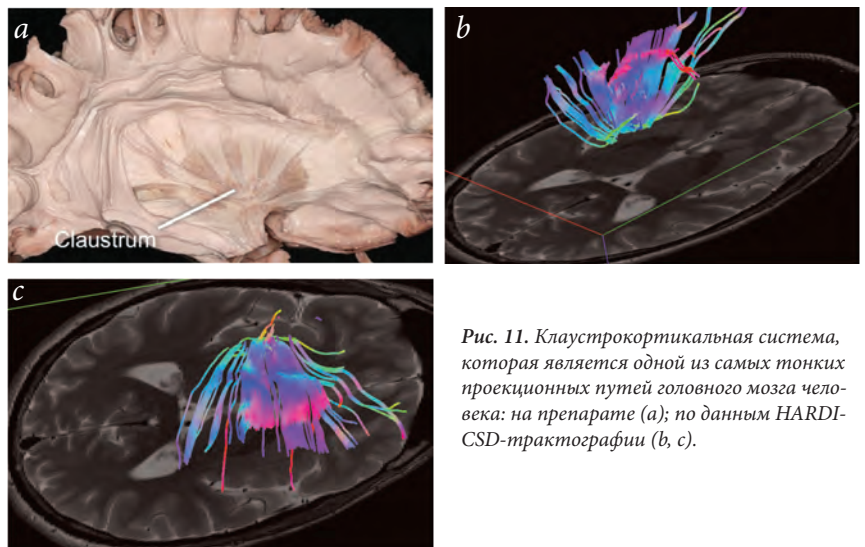 a
Claustrum
b
c
Рис. 11. Клаустрокортикальная система,
которая является одной из самых тонких
проекционных путей головного мозга чело-
века: на препарате (a); по данным HARDI-
CSD-трактографии (b, c).